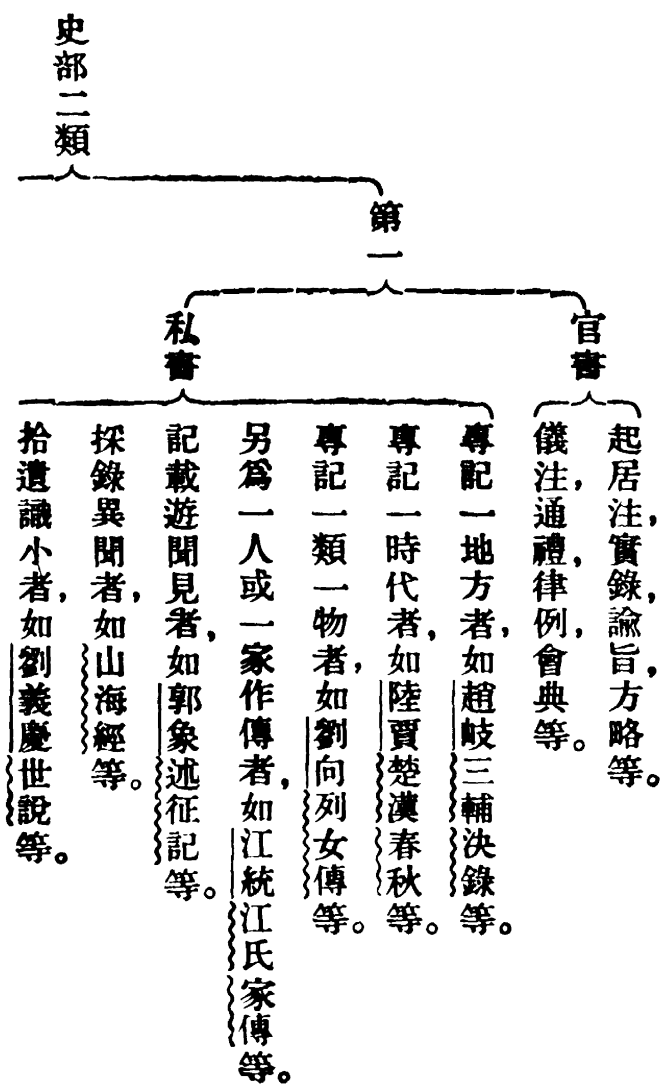 史部二類
第一
官書
起居注，實錄，諭旨，方略等。
儀注，通禮，律例，會典等。
私書
專記一地方者，如趙岐三輔決錄等。
專記一時代者，如陸賈楚漢春秋等。
專記一類一物者，如劉向列女傳等。
另爲一人或一家作傳者，如江統江氏家傳等。
記載遊聞見者，如郭象述征記等。
採錄異聞者，如山海經等。
拾遺識小者，如劉義慶世說等。